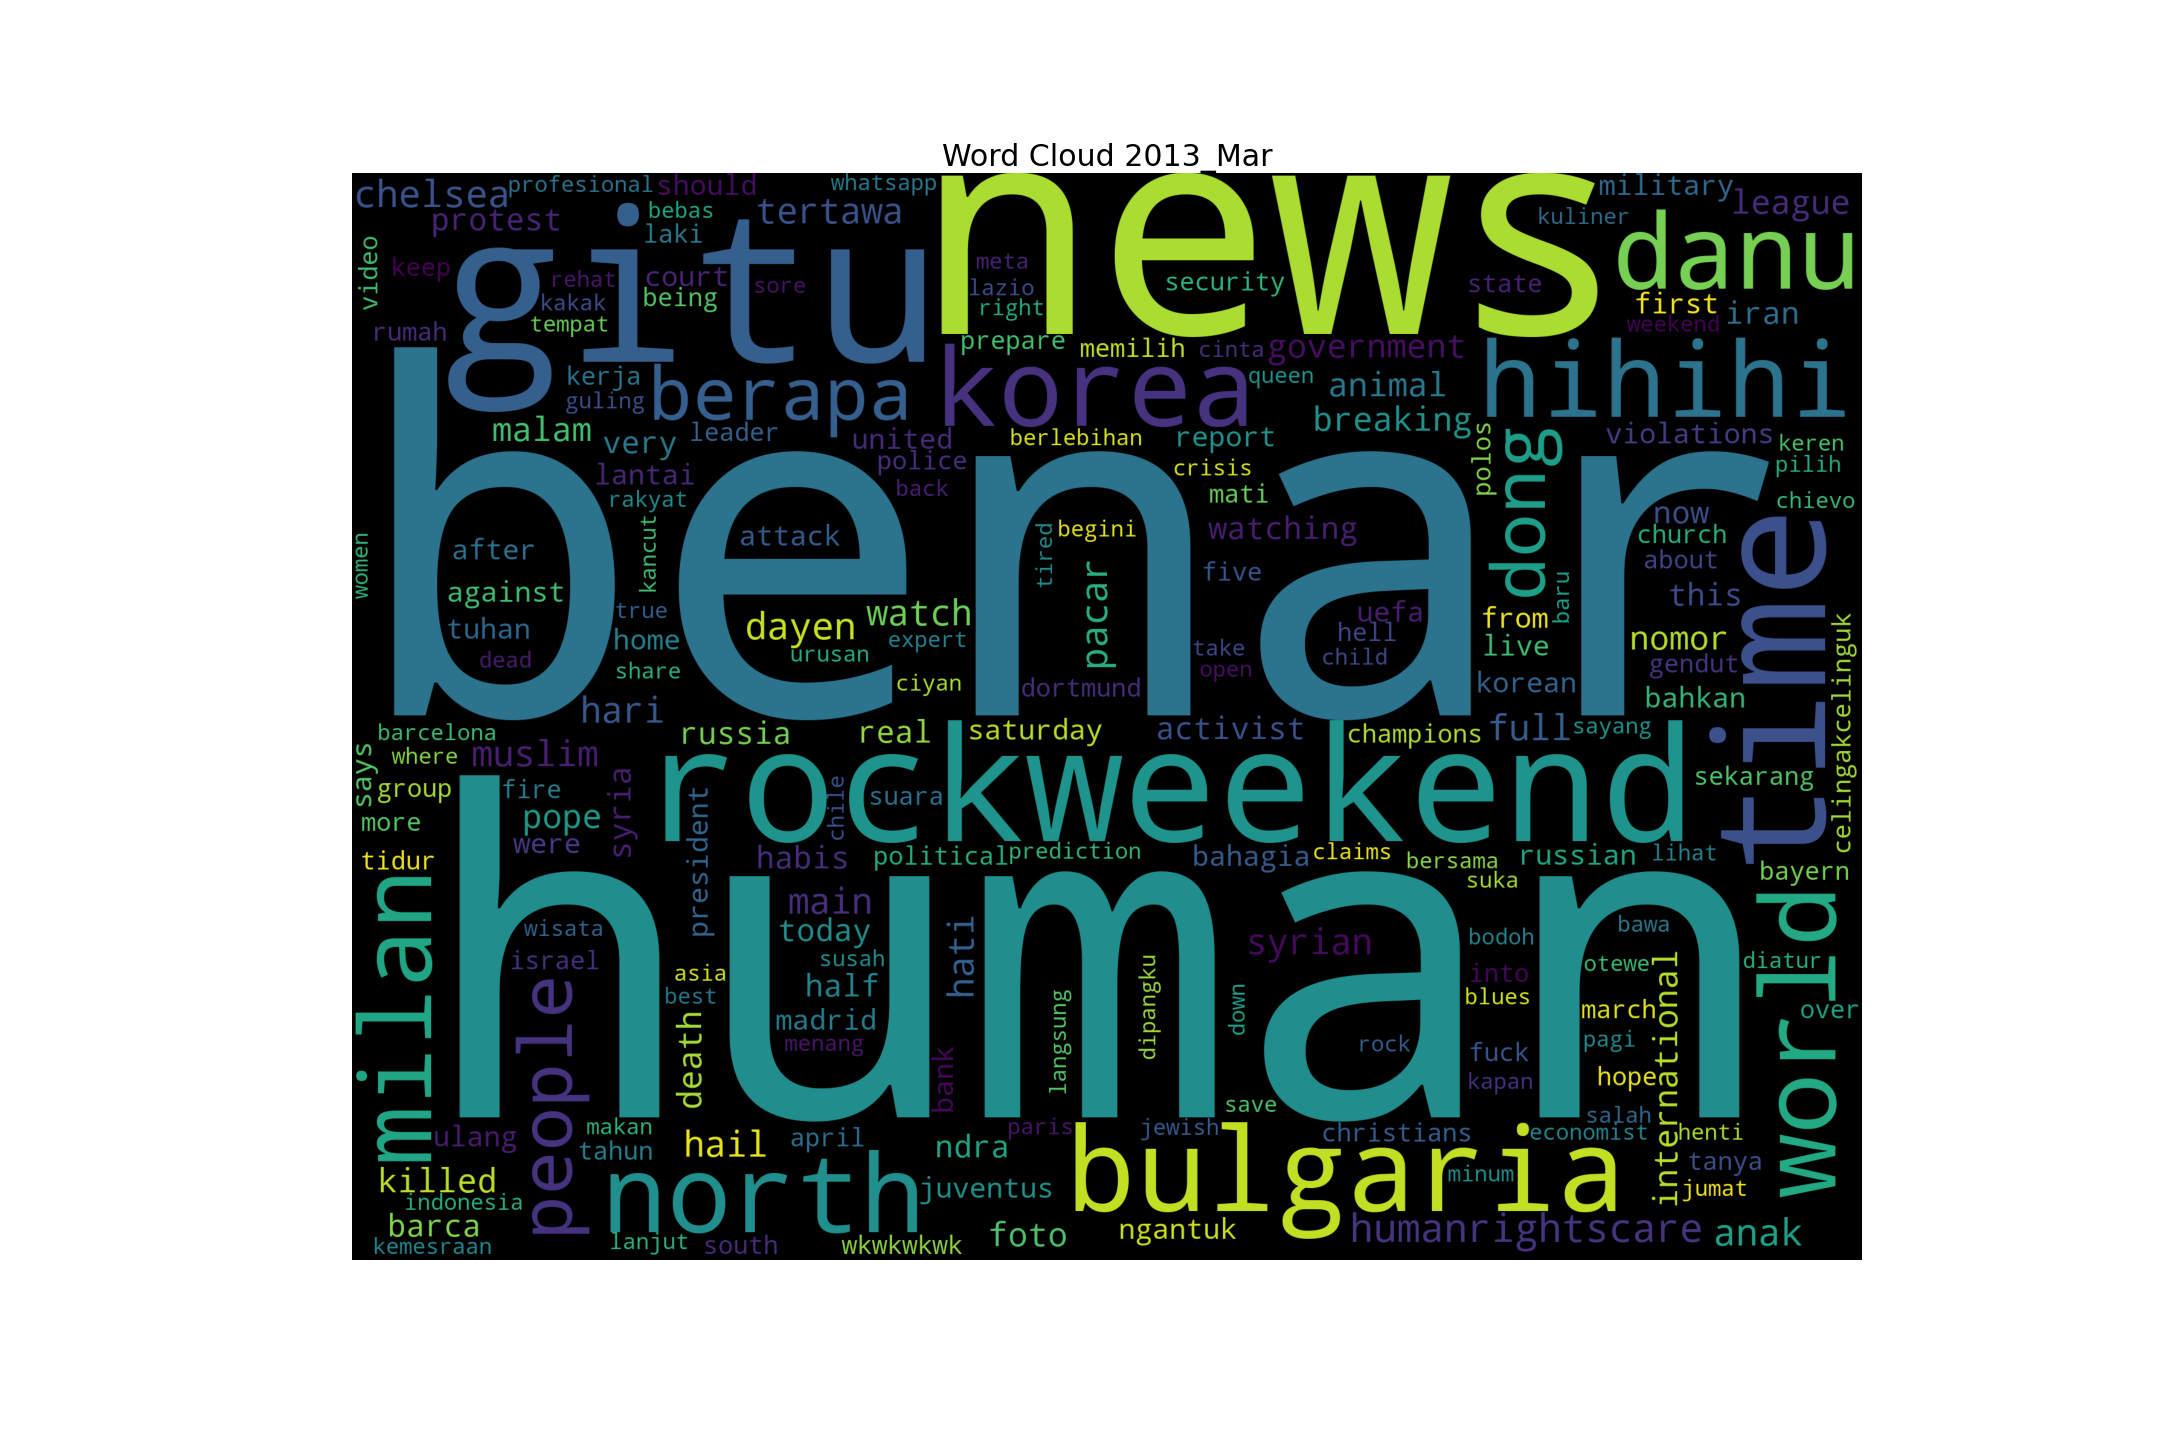 Word Cloud 2013_Mar
chelsea
profesional
should
whatsapp
news
military
league
protest
bebas
laki
tertawa
kuliner
danu
video
keep
gitu
rehat
court
sore
meta
lazio
right
security
state
first
iran
kakak
being
tempat
rumah
prepare
memilih
cinta
government
weekend
hihihi
kerja
guling
berapa
korea
queen
animal
breaking
malam
very
leader
united
berlebihan
report
violations
keren
pilih
polos
dong
lantai
police
crisis
rakyat
back
mati
chievo
benar
women
after
kancut
attack
tired
begini
watching
now
church
time
against
five
about
baru
this
true
dayen
watch
pacar
uefa
from
tuhan
home
expert
hell
nomor
celingakcelinguk
dead
share
urusan
take
child
live
gendut
open
ciyan
dortmund
korean
bahkan
hari
barcelona
russia
real
saturday
activist
champions
full
sayang
where
says
muslim
rockweekend
sekarang
group
fire
syria
president
chile
suara
more
pope
were
tidur
habis
political
prediction
bahagia
claims
bersama
russian
lihat
suka
bayern
milan
human
main
wisata
today
hati
syrian
bodoh
bawa
world
israel
susah
asia
into
otewe
diatur
people
best
half
langsung
dipangku
down
blues
march
international
over
death
madrid
menang
rock
fuck
pagi
bank
kapan
hope
save
salah
makan
ulang
tahun
hail
april
ndra
paris
jewish
christians
economist
henti
bulgaria
tanya
killed
north
juventus
minum
jumat
indonesia
barca
foto
ngantuk
humanrightscare
anak
kemesraan
lanjut
south
wkwkwkwk